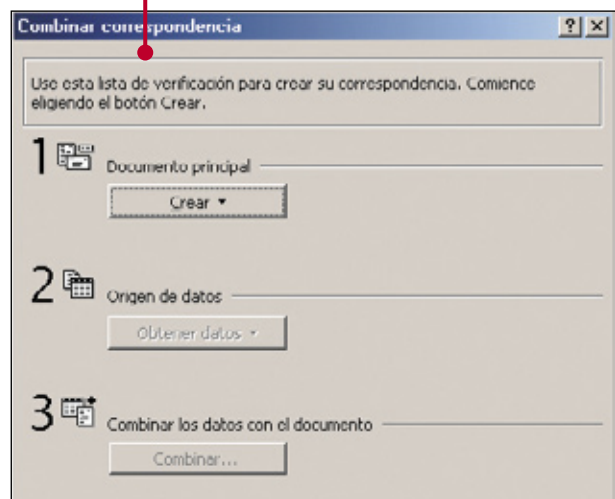 Combinar correspondencia
Use esta lista de verificación para crear su correspondencia. Comience
eligiendo el botón Crear.
1 Documento principal
Crear
2 Origen de datos
Obtener datos
3 Combinar los datos con el documento
Combinar...